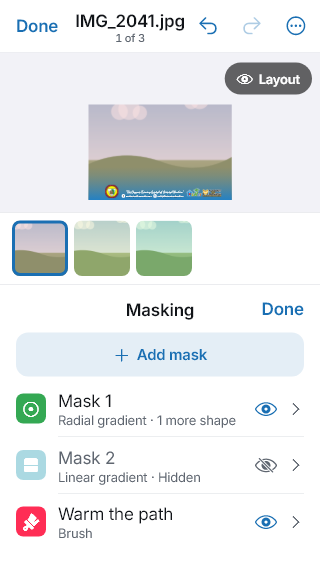 Done
IMG_2041.jpg
1 of 3
Layout
Masking
Done
+ Add mask
Mask 1
Radial gradient · 1 more shape
Mask 2
Linear gradient · Hidden
Warm the path
Brush